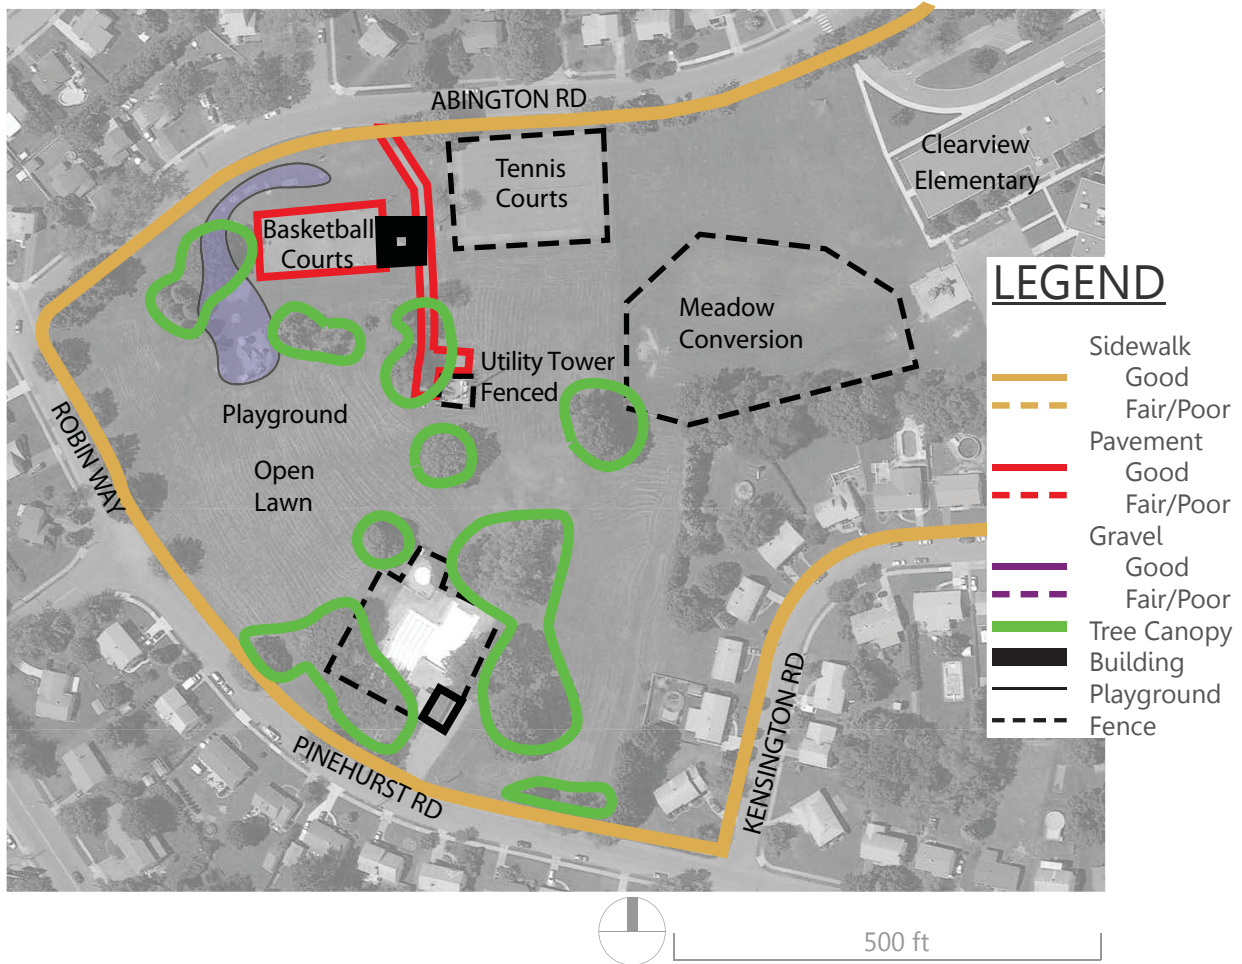 ABINGTON RD
Clearview
Elementary
Tennis
Courts
Basketball
Courts
LEGEND
Meadow
Conversion
Sidewalk
Good
Fair/Poor
Utility Tower
Fenced
Playground
ROBIN WAY
Open
Lawn
Pavement
Good
Fair/Poor
Gravel
Good
Fair/Poor
Tree Canopy
Building
Playground
Fence
KENSINGTON RD
PINEHURST RD
500 ft